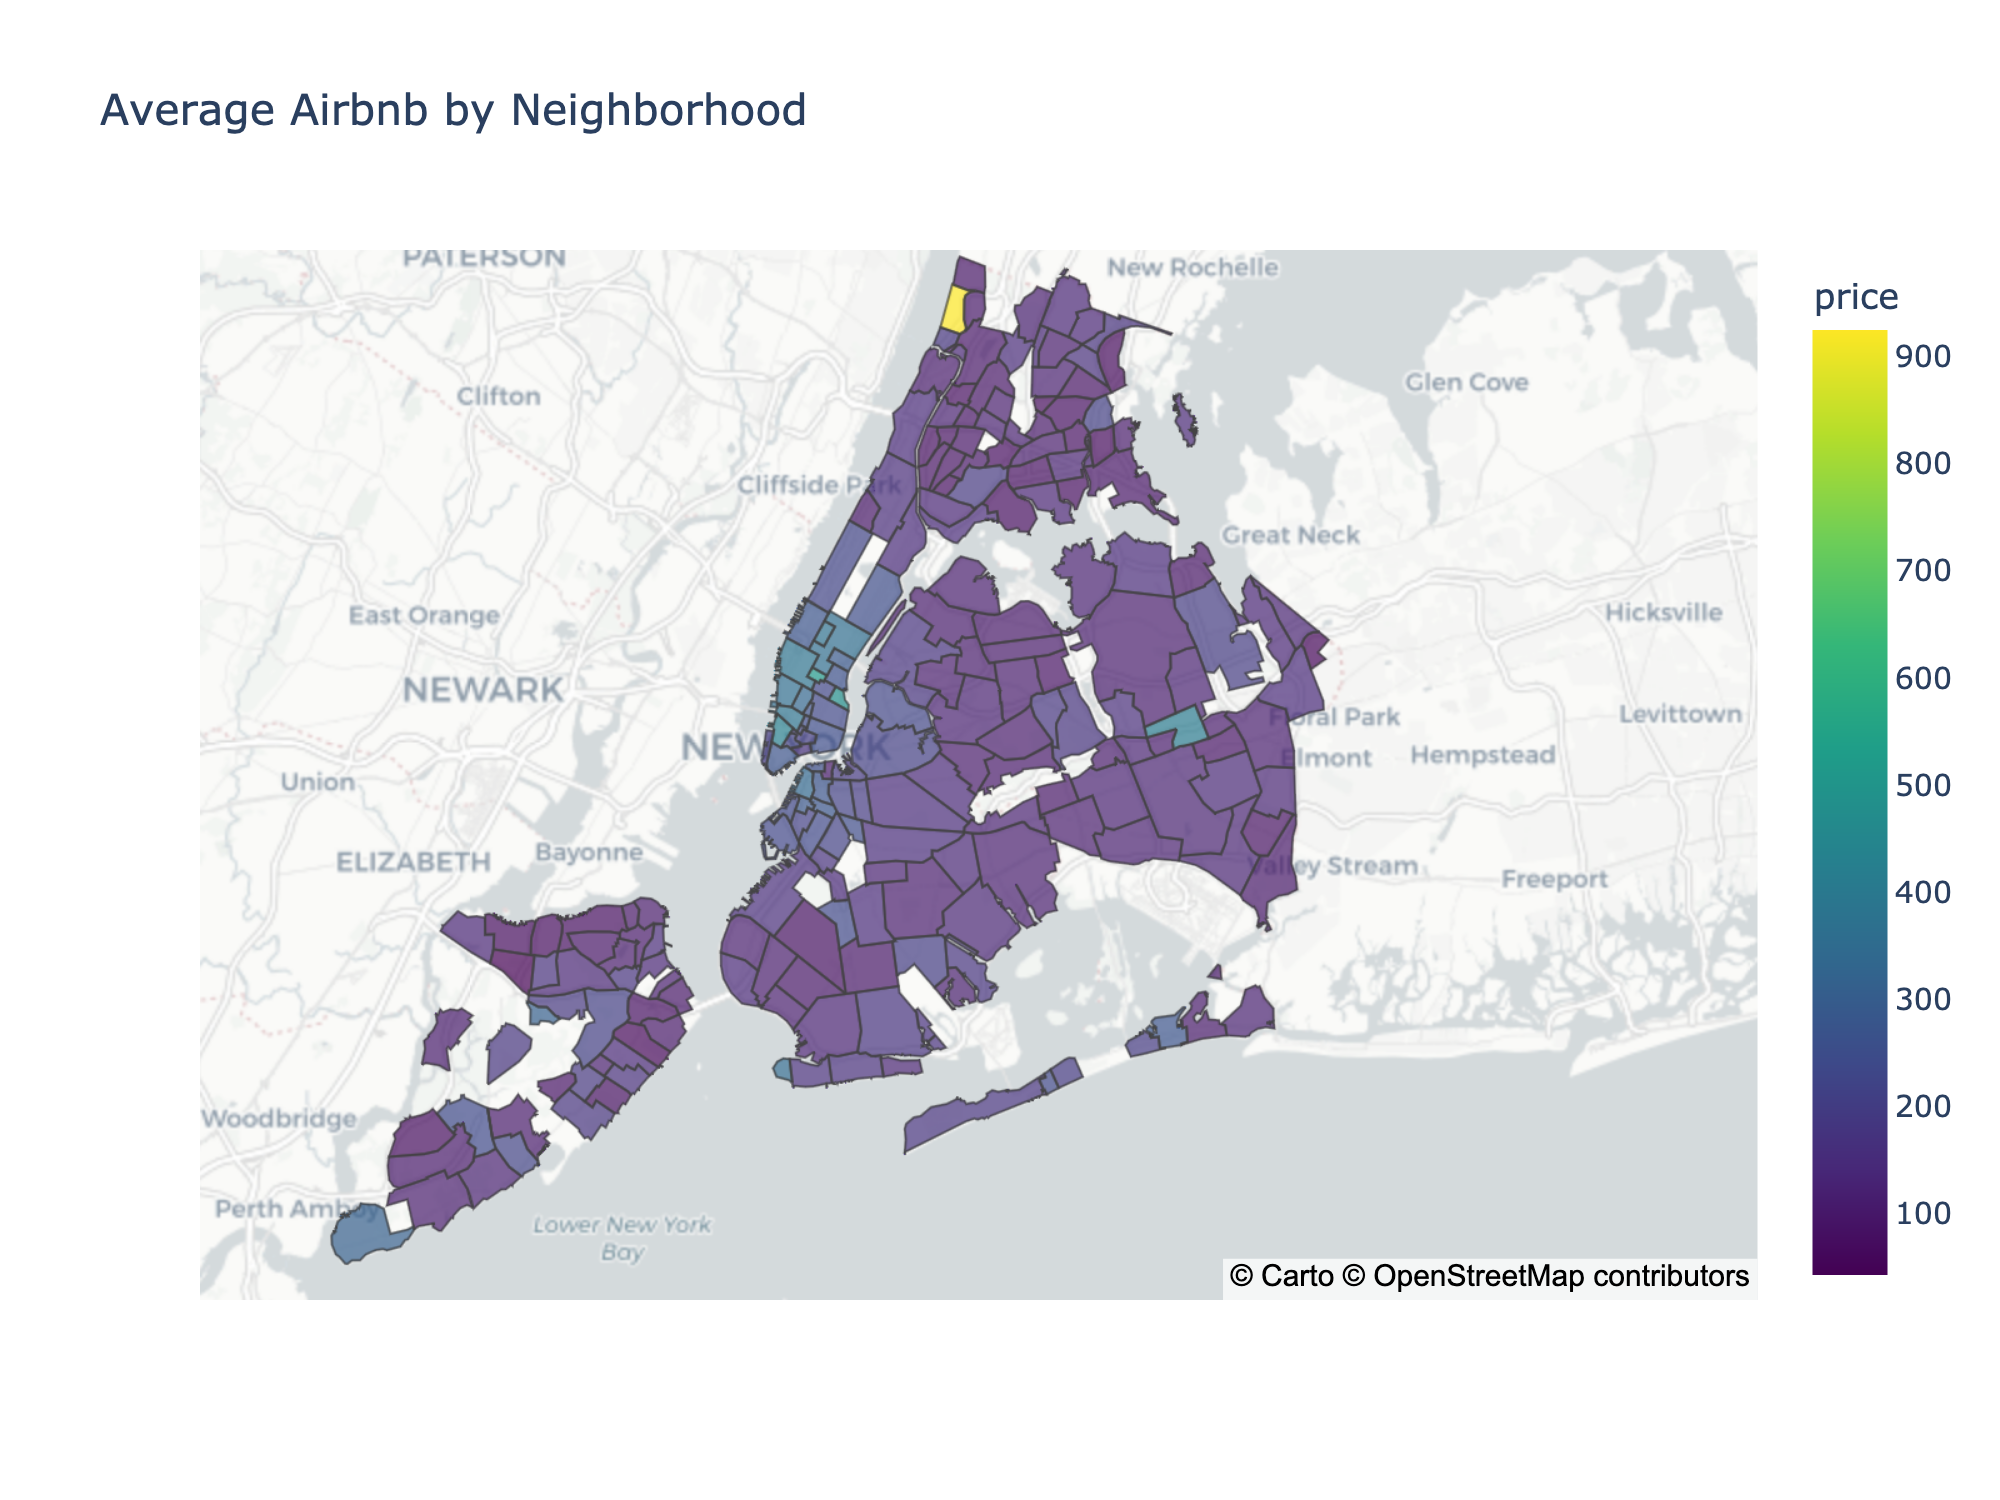 Average Airbnb by Neighborhood
PATERSON
New Rochelle
price
900
Clifton
Glen Cove
800
Cliffside Park
Great Neck
700
East Orange
Hicksville
600
NEWARK
Floral Park
Levittown
NEW YORK
Elmont
Hempstead
500
Union
ELIZABETH
Bayonne
Valley Stream
Freeport
400
300
Woodbridge
200
Perth Amboy
Lower New York
Bay
100
© Carto © OpenStreetMap contributors